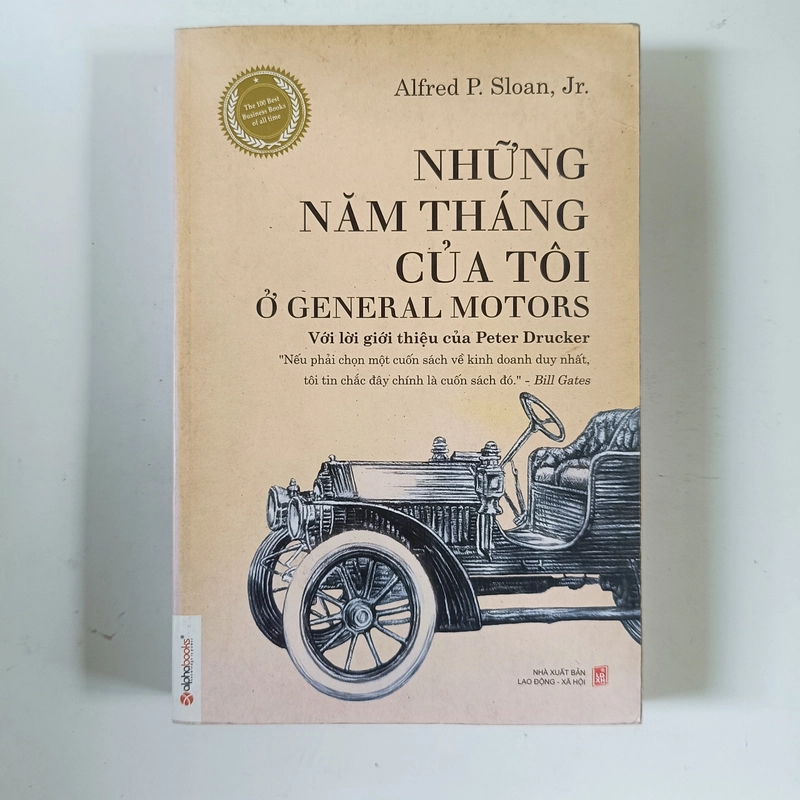 The 100 Best
Business Books
of all time
Alfred P. Sloan, Jr.
NHỮNG
NĂM THÁNG
CỦA TÔI
Ở GENERAL MOTORS
Với lời giới thiệu của Peter Drucker
"Nếu phải chọn một cuốn sách về kinh doanh duy nhất,
tôi tin chắc đây chính là cuốn sách đó." - Bill Gates
alphabooks®
NHÀ XUẤT BẢN
LAO ĐỘNG - XÃ HỘI
LĐ
XH